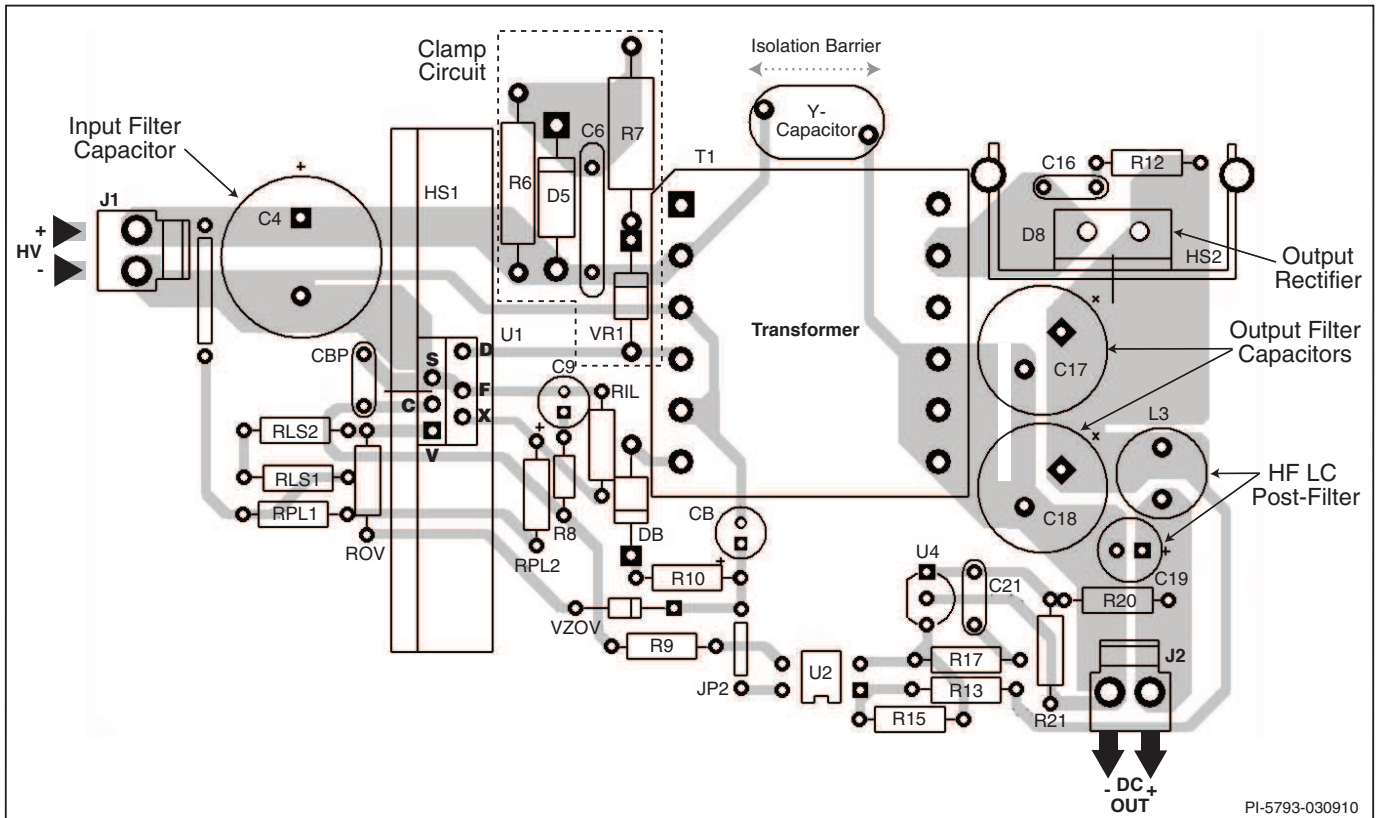 Clamp
Circuit
Isolation Barrier
Y-
Capacitor
Input Filter
Capacitor
+
J1
C4
+
HV
-
HS1
R6
D5
C6
R7
T1
C16
R12
D8
HS2
Output
Rectifier
Transformer
VR1
U1
CBP
S
D
F
C
X
V
C9
+
RIL
RLS2
RLS1
RPL1
ROV
RPL2
R8
DB
CB
+
R10
VZOV
R9
JP2
U2
U4
C21
R17
R13
R15
R21
R20
J2
x
C17
x
C18
Output Filter
Capacitors
L3
HF LC
Post-Filter
+
C19
- DC +
OUT
PI-5793-030910